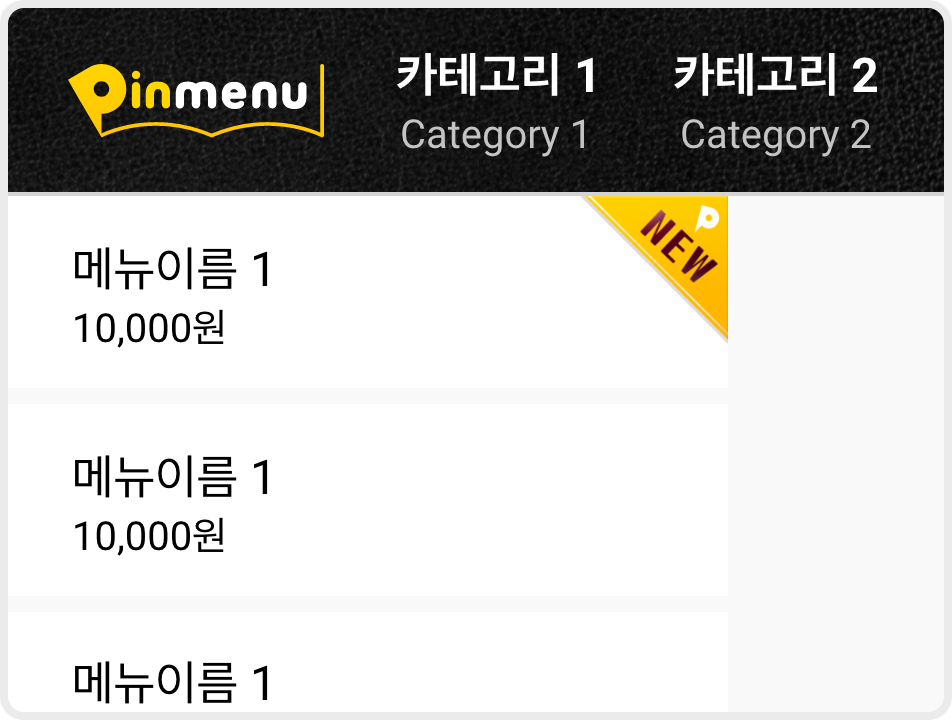 Pinmenu
카테고리 1
Category 1
카테고리 2
Category 2
NEW
메뉴이름 1
10,000원
메뉴이름 1
10,000원
메뉴이름 1